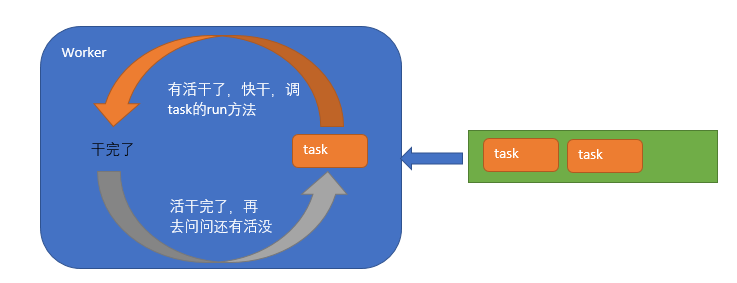 Worker
有活干了，快干，调
task的run方法
干完了
task
task
task
活干完了，再
去问问还有活没